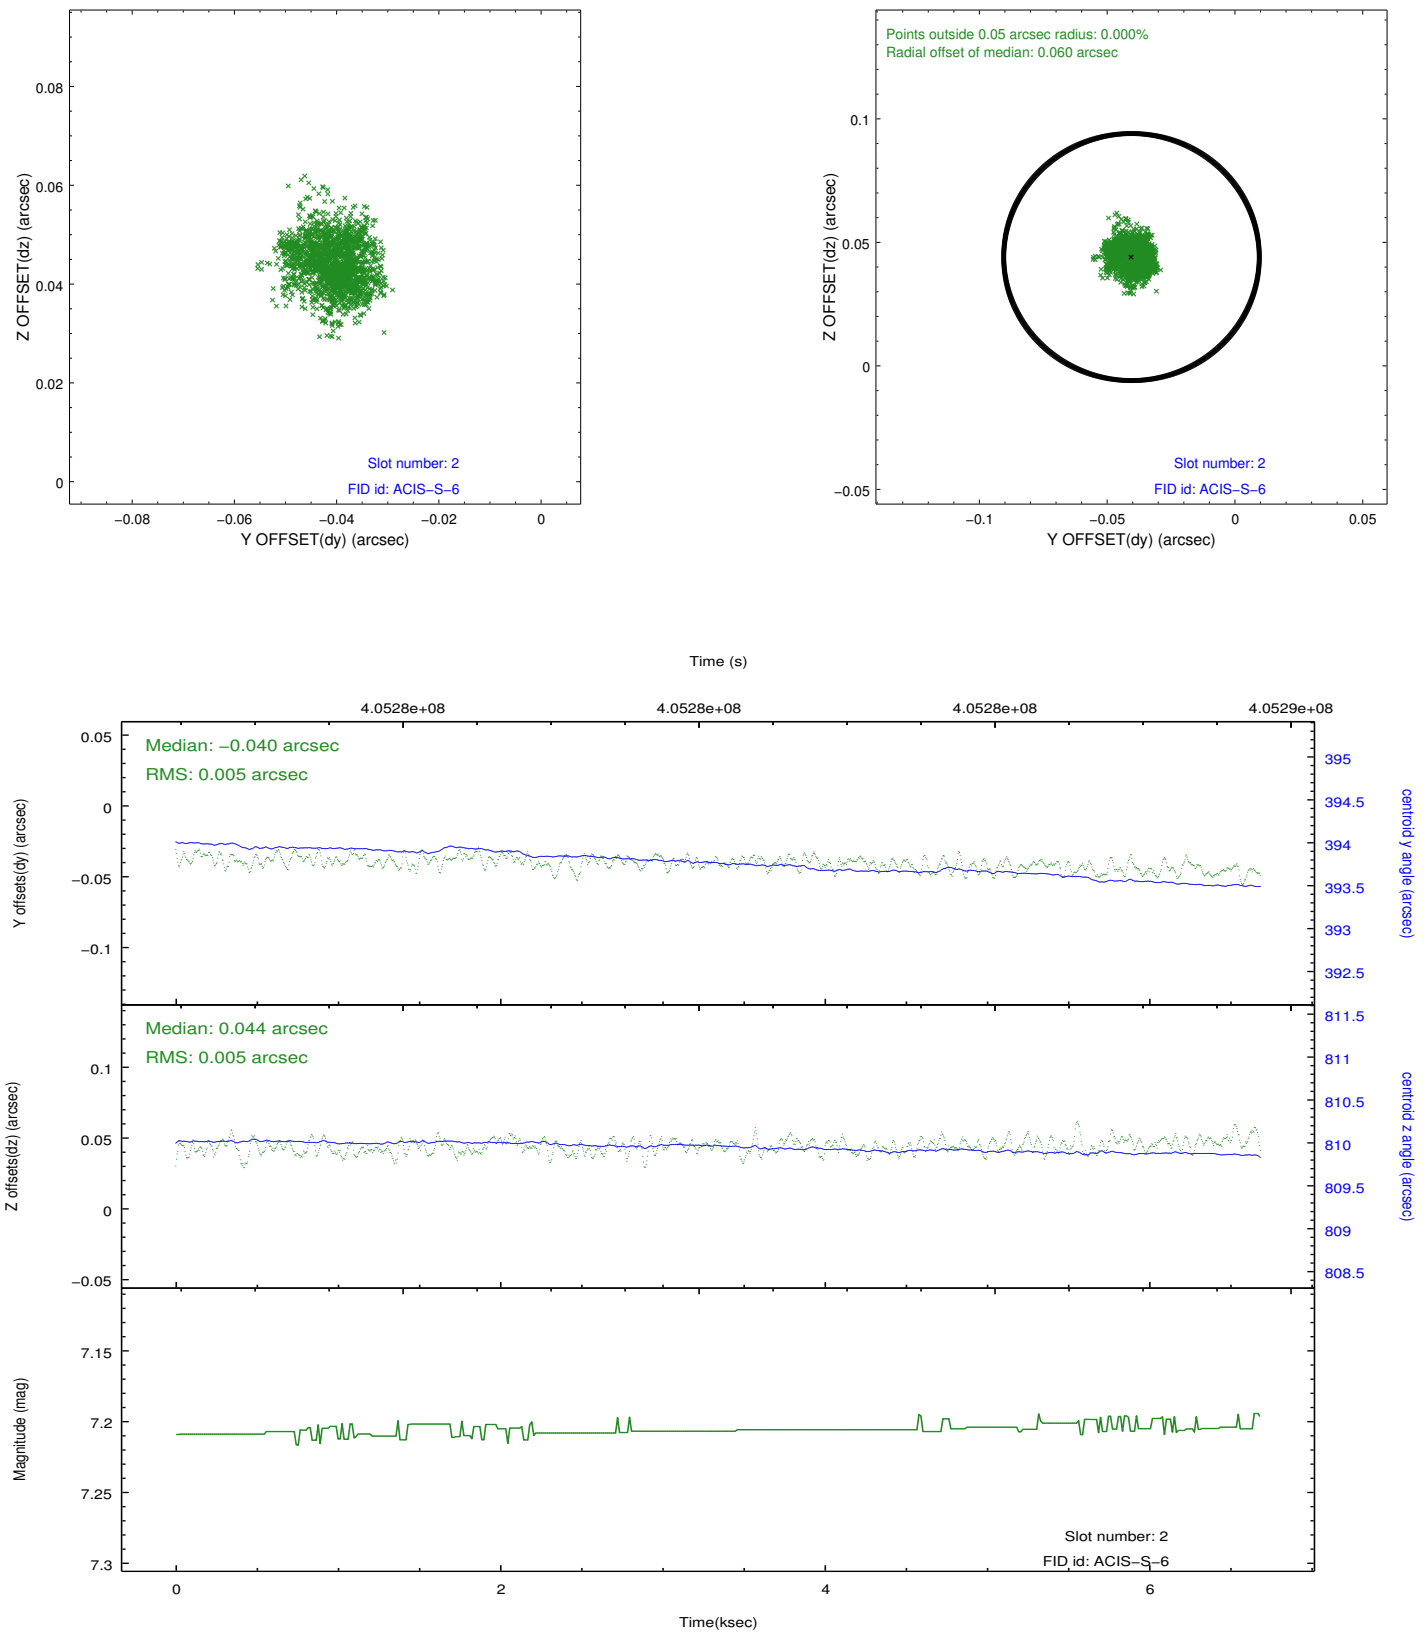 0.08
0.06
0.04
0.02
0
Z OFFSET(dz) (arcsec)
Slot number: 2
FID id: ACIS−S−6
−0.08
−0.06
−0.04
−0.02
0
Y OFFSET(dy) (arcsec)
Points outside 0.05 arcsec radius: 0.000%
Radial offset of median: 0.060 arcsec
0.1
0.05
0
−0.05
Z OFFSET(dz) (arcsec)
Slot number: 2
FID id: ACIS−S−6
−0.1
−0.05
0
0.05
Y OFFSET(dy) (arcsec)
Time (s)
4.0528e+08
4.0528e+08
4.0528e+08
4.0529e+08
Median: −0.040 arcsec
RMS: 0.005 arcsec
0.05
0
−0.05
−0.1
Y offsets(dy) (arcsec)
395
394.5
394
393.5
393
392.5
centroid y angle (arcsec)
Median: 0.044 arcsec
RMS: 0.005 arcsec
0.1
0.05
0
−0.05
Z offsets(dz) (arcsec)
811.5
811
810.5
810
809.5
809
808.5
centroid z angle (arcsec)
7.15
7.2
7.25
7.3
Magnitude (mag)
Slot number: 2
FID id: ACIS−S−6
0
2
4
6
Time(ksec)